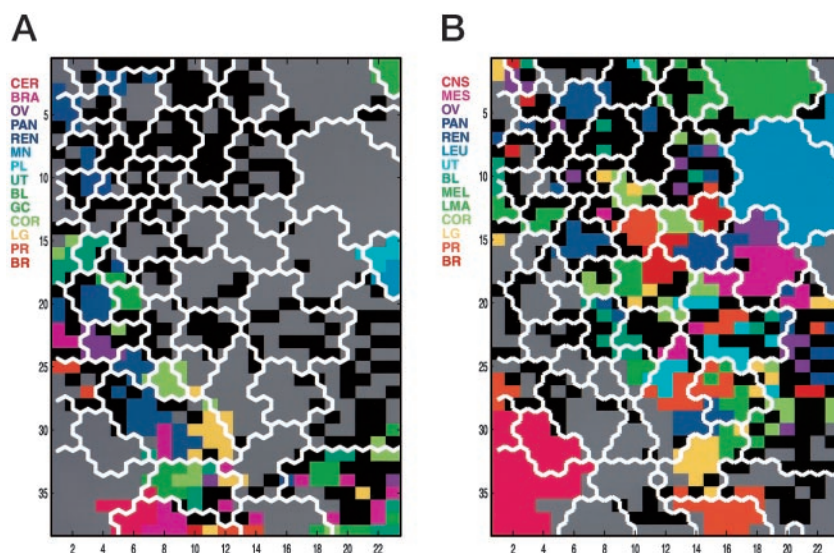 A
CER
BRA
OV
PAN
REN
MN
PL
UT
BL
GC
COR
LG
PR
BR
5
10
15
20
25
30
35
2 4 6 8 10 12 14 16 18 20 22
B
CNS
MES
OV
PAN
REN
LEU
UT
BL
MEL
LMA
COR
LG
PR
BR
5
10
15
20
25
30
35
2 4 6 8 10 12 14 16 18 20 22